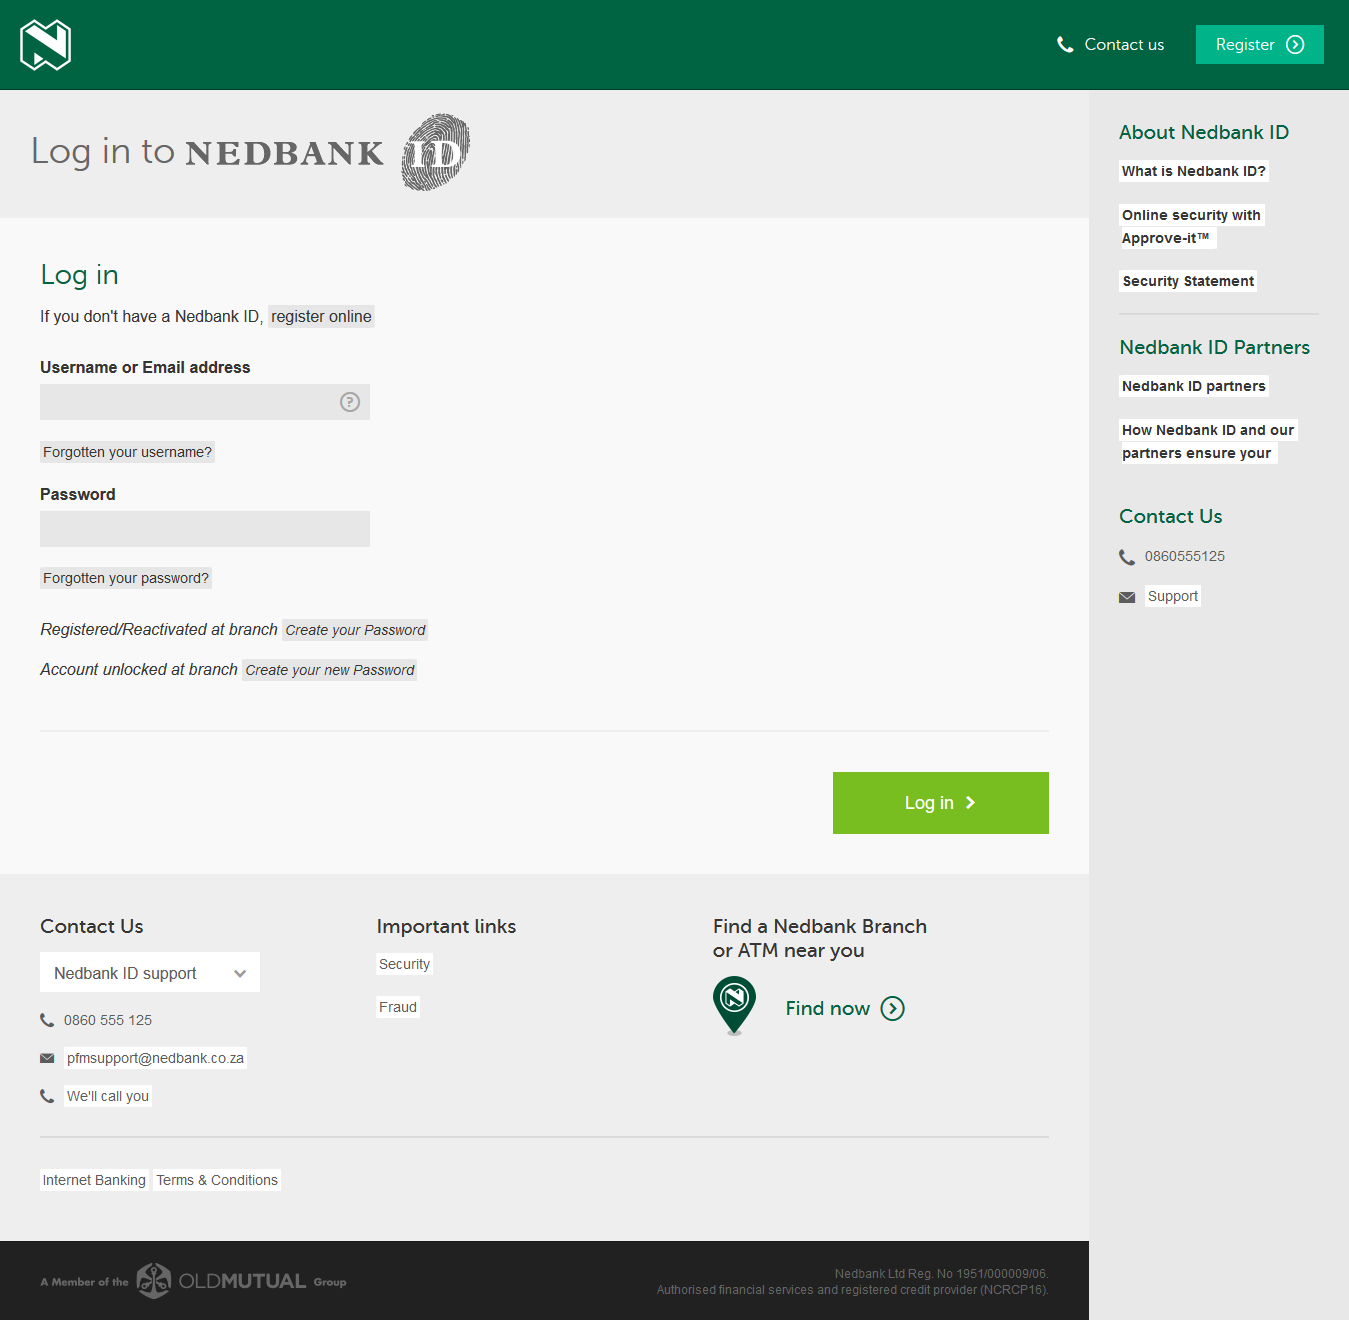 Contact us
Register
Log in to NEDBANK ID
Log in
If you don't have a Nedbank ID, register online
Username or Email address
?
Forgotten your username?
Password
Forgotten your password?
Registered/Reactivated at branch Create your Password
Account unlocked at branch Create your new Password
Log in
About Nedbank ID
What is Nedbank ID?
Online security with
Approve-it™
Security Statement
Nedbank ID Partners
Nedbank ID partners
How Nedbank ID and our
partners ensure your
Contact Us
0860555125
Support
Contact Us
Nedbank ID support
0860 555 125
pfmsupport@nedbank.co.za
We'll call you
Important links
Security
Fraud
Find a Nedbank Branch
or ATM near you
Find now
Internet Banking Terms & Conditions
A Member of the OLDMUTUAL Group
Nedbank Ltd Reg. No 1951/000009/06.
Authorised financial services and registered credit provider (NCRCP16).